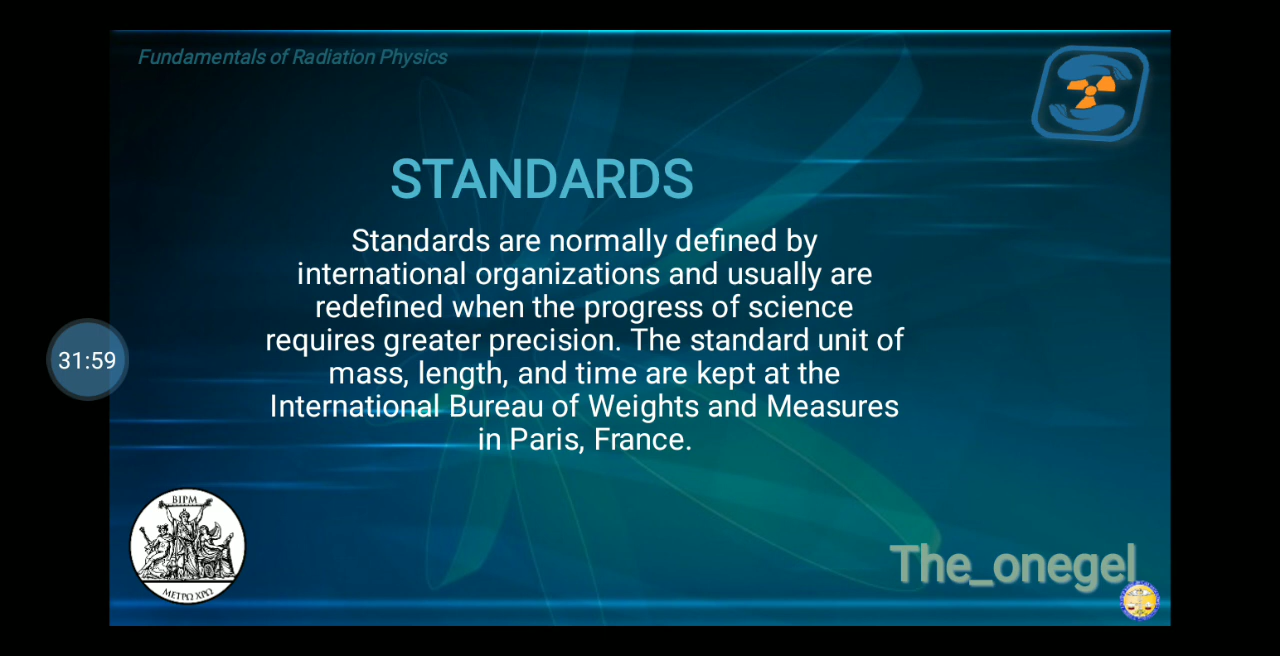 Fundamentals of Radiation Physics
STANDARDS
Standards are normally defined by
international organizations and usually are
redefined when the progress of science
requires greater precision. The standard unit of
mass, length, and time are kept at the
International Bureau of Weights and Measures
in Paris, France.
31:59
BIPM
ΜΕΤΡΩ ΧΡΩ
The_onegel